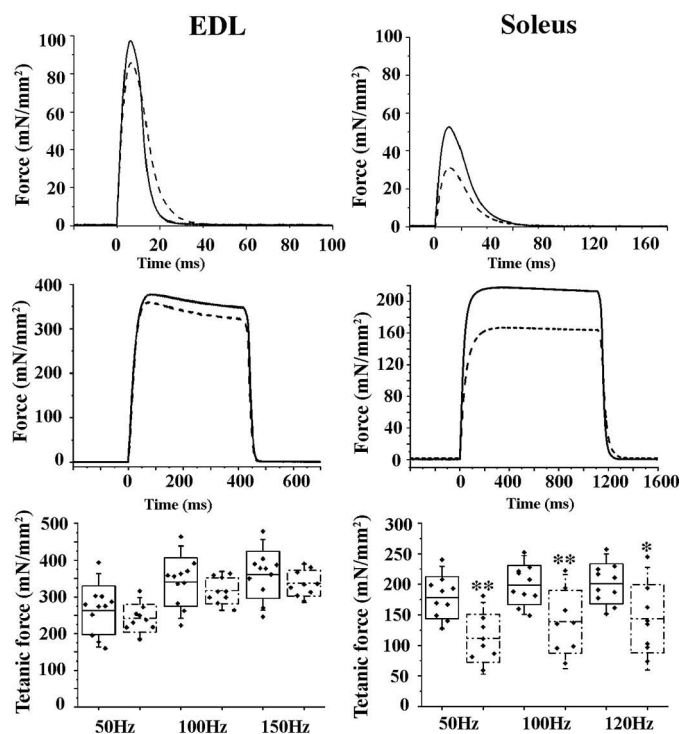 EDL
Soleus
Force (mN/mm²)
100
80
60
40
20
0
0 20 40 60 80 100
Time (ms)
Force (mN/mm²)
100
80
60
40
20
0
0 40 80 120 160
Time (ms)
Force (mN/mm²)
400
300
200
100
0
0 200 400 600
Time (ms)
Force (mN/mm²)
200
160
120
80
40
0
0 400 800 1200 1600
Time (ms)
Tetanic force (mN/mm²)
500
400
300
200
100
0
50Hz 100Hz 150Hz
Tetanic force (mN/mm²)
300
250
200
150
100
50
0
** ** *
50Hz 100Hz 120Hz